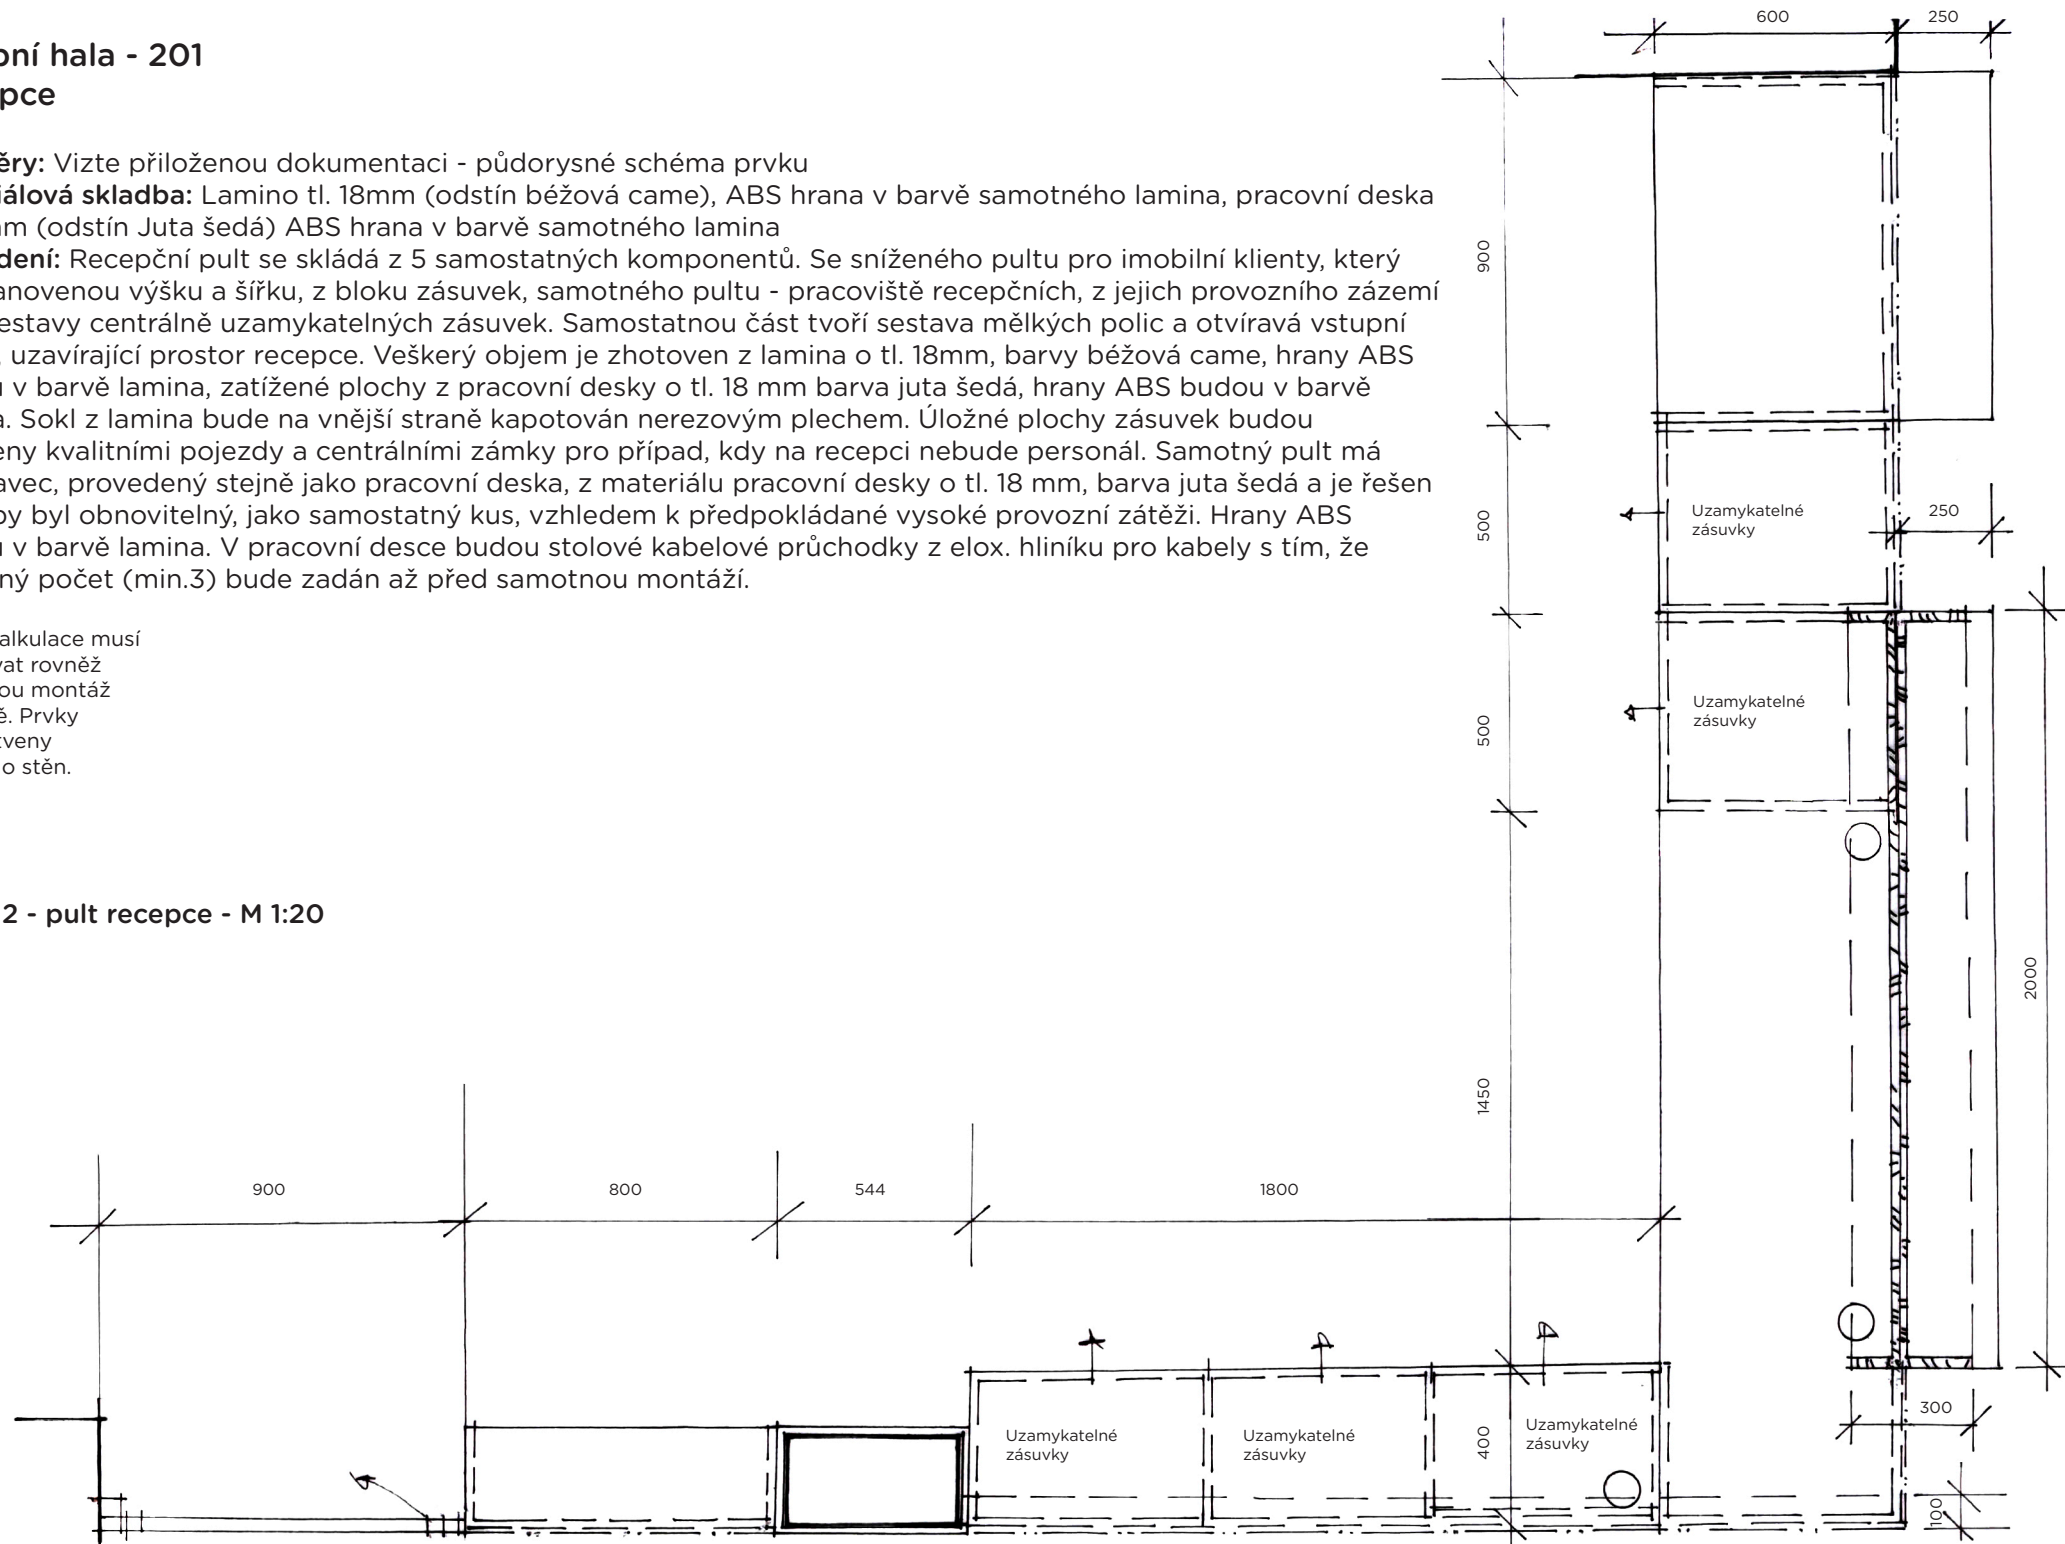 pní hala - 201
pce
ěry: Vizte přiloženou dokumentaci - půdorysné schéma prvku
iálová skladba: Lamino tl. 18mm (odstín béžová came), ABS hrana v barvě samotného lamina, pracovní deska
m (odstín Juta šedá) ABS hrana v barvě samotného lamina
dení: Recepční pult se skládá z 5 samostatných komponentů. Se sníženého pultu pro imobilní klienty, který
anovenou výšku a šířku, z bloku zásuvek, samotného pultu - pracoviště recepčních, z jejich provozního zázemí
estavy centrálně uzamykatelných zásuvek. Samostatnou část tvoří sestava mělkých polic a otvíravá vstupní
, uzavírající prostor recepce. Veškerý objem je zhotoven z lamina o tl. 18mm, barvy béžová came, hrany ABS
u v barvě lamina, zatížené plochy z pracovní desky o tl. 18 mm barva juta šedá, hrany ABS budou v barvě
a. Sokl z lamina bude na vnější straně kapotován nerezovým plechem. Úložné plochy zásuvek budou
eny kvalitními pojezdy a centrálními zámky pro případ, kdy na recepci nebude personál. Samotný pult má
avec, provedený stejně jako pracovní deska, z materiálu pracovní desky o tl. 18 mm, barva juta šedá a je řešen
by byl obnovitelný, jako samostatný kus, vzhledem k předpokládané vysoké provozní zátěži. Hrany ABS
u v barvě lamina. V pracovní desce budou stolové kabelové průchodky z elox. hliníku pro kabely s tím, že
ný počet (min.3) bude zadán až před samotnou montáží.
alkulace musí
vat rovněž
ou montáž
ě. Prvky
tveny
o stěn.
2 - pult recepce - M 1:20
600
250
900
500
Uzamykatelné
zásuvky
250
500
Uzamykatelné
zásuvky
2000
1450
900
800
544
1800
400
Uzamykatelné
zásuvky
Uzamykatelné
zásuvky
Uzamykatelné
zásuvky
300
100